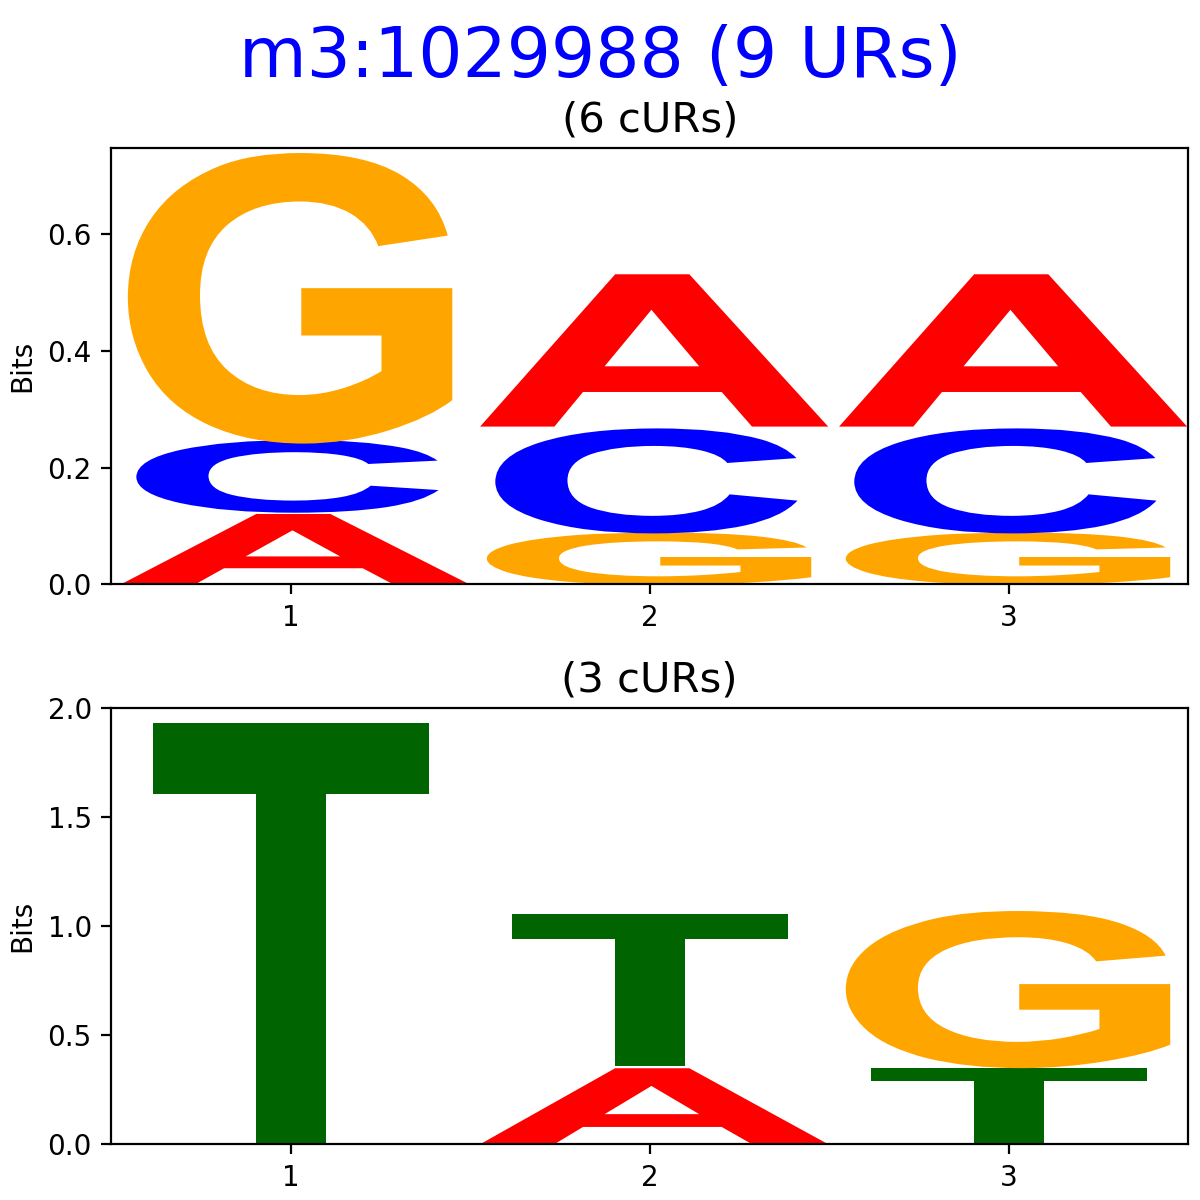 m3:1029988 (9 URs)
(6 cURs)
Bits
0.6
0.4
0.2
0.0
G A A
C C C
A G G
1 2 3
(3 cURs)
Bits
2.0
1.5
1.0
0.5
0.0
T T G
A T
1 2 3